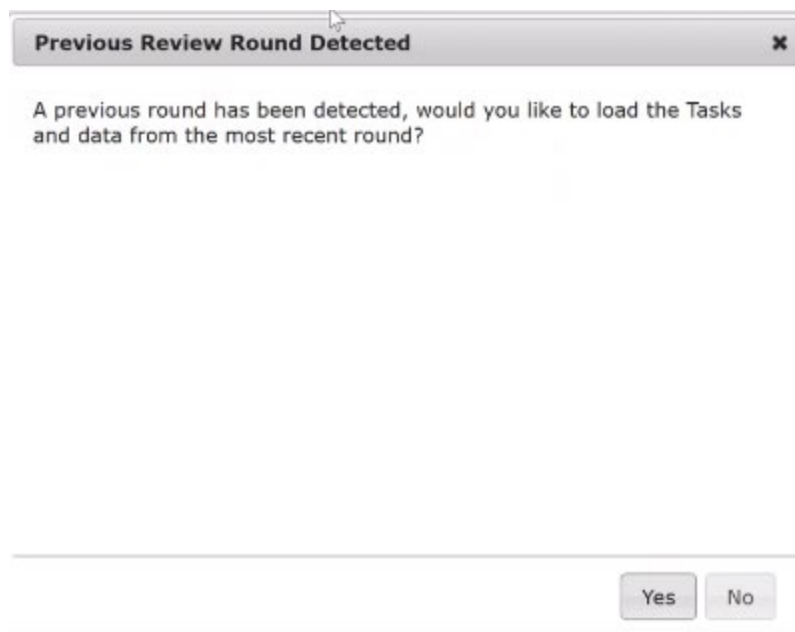 Previous Review Round Detected
A previous round has been detected, would you like to load the Tasks
and data from the most recent round?
Yes No